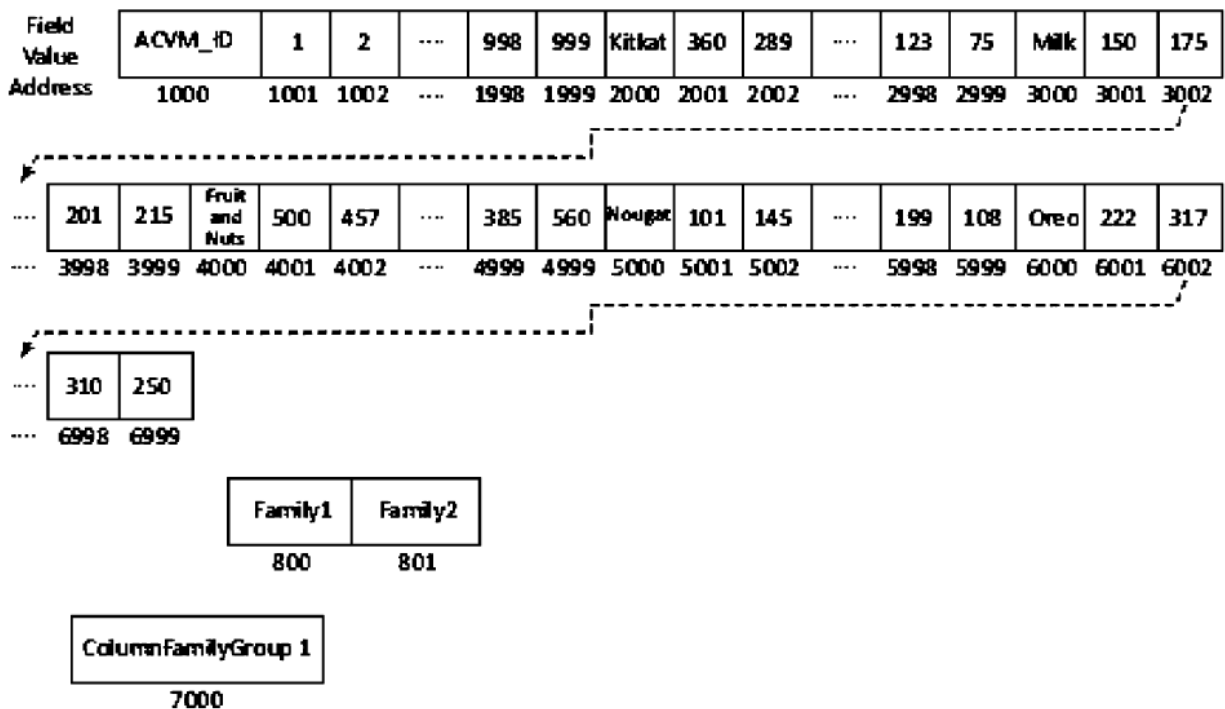 Field Value Address
ACVM_ID 1 2 .... 998 999 Kitkat 360 289 .... 123 75 Milk 150 175
1000 1001 1002 .... 1998 1999 2000 2001 2002 .... 2998 2999 3000 3001 3002
.... 201 215 Fruit and Nuts 500 457 .... 385 560 Nougat 101 145 .... 199 108 Oreo 222 317
.... 3998 3999 4000 4001 4002 .... 4999 4999 5000 5001 5002 .... 5998 5999 6000 6001 6002
.... 310 250
.... 6998 6999
Family1 Family2
800 801
ColumnFamilyGroup 1
7000